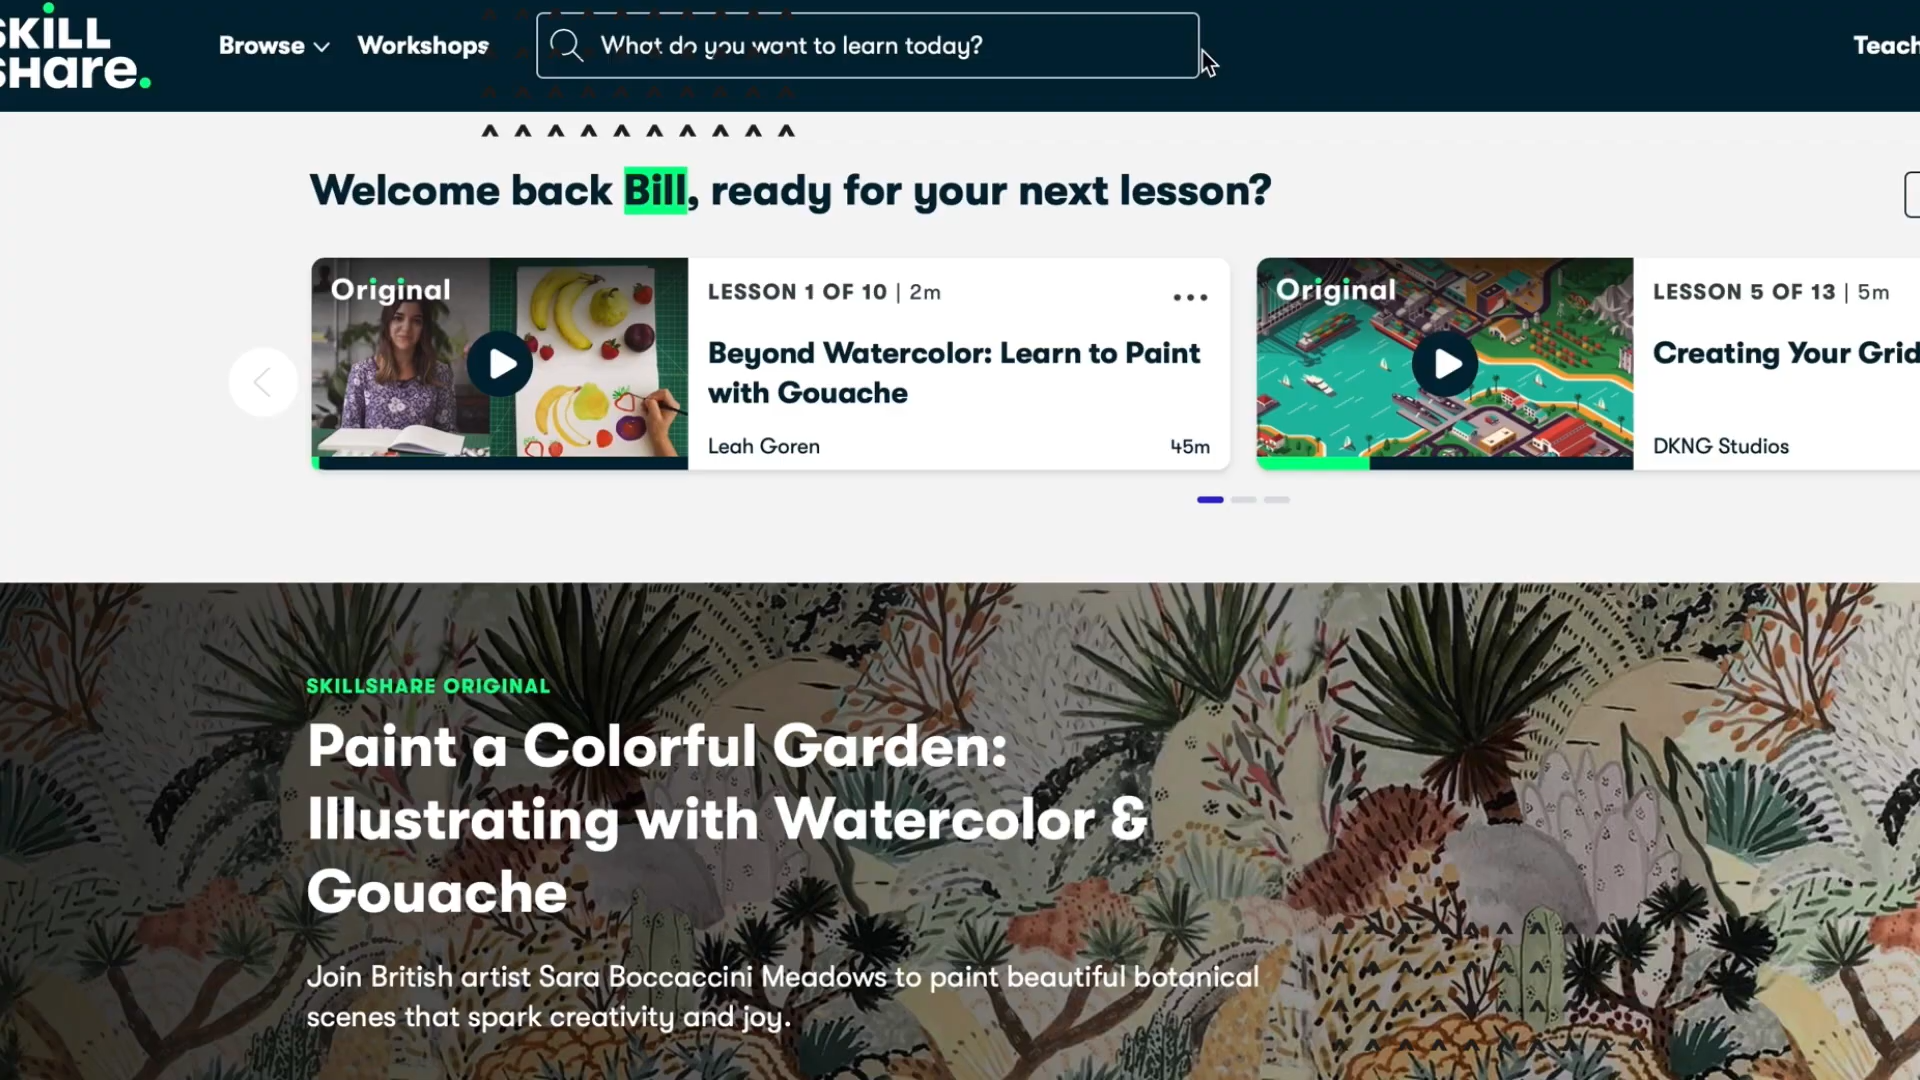 SKILL
SHare.
Browse
Workshops
What do you want to learn today?
Teach
Welcome back Bill, ready for your next lesson?
Original
LESSON 1 OF 10 | 2m
Beyond Watercolor: Learn to Paint
with Gouache
Leah Goren
45m
Original
LESSON 5 OF 13 | 5m
Creating Your Grid
DKNG Studios
SKILLSHARE ORIGINAL
Paint a Colorful Garden:
Illustrating with Watercolor &
Gouache
Join British artist Sara Boccaccini Meadows to paint beautiful botanical
scenes that spark creativity and joy.